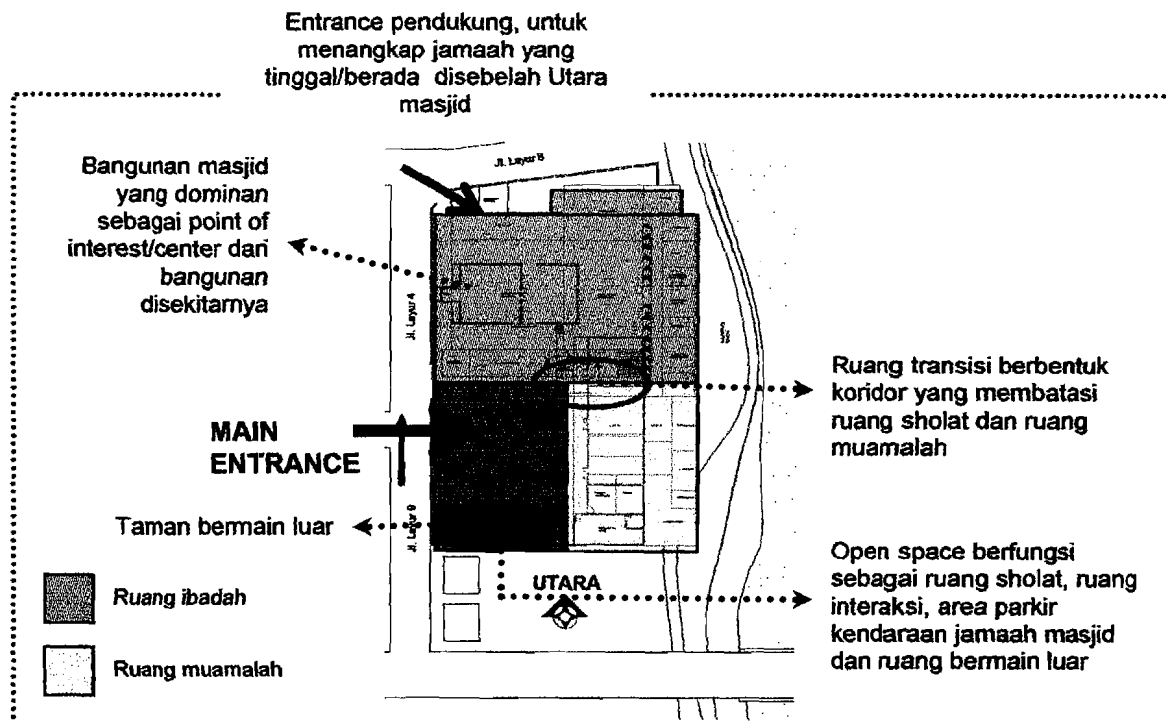 Entrance pendukung, untuk
menangkap jamaah yang
tinggal/berada disebelah Utara
masjid
Bangunan masjid
yang dominan
sebagai point of
interest/center dari
bangunan
disekitarnya
Jl. Layur 8
Jl. Layur 4
Ruang transisi berbentuk
koridor yang membatasi
ruang sholat dan ruang
muamalah
MAIN
ENTRANCE
Taman bermain luar
Jl. Layur 9
Open space berfungsi
sebagai ruang sholat, ruang
interaksi, area parkir
kendaraan jamaah masjid
dan ruang bermain luar
UTARA
Ruang ibadah
Ruang muamalah